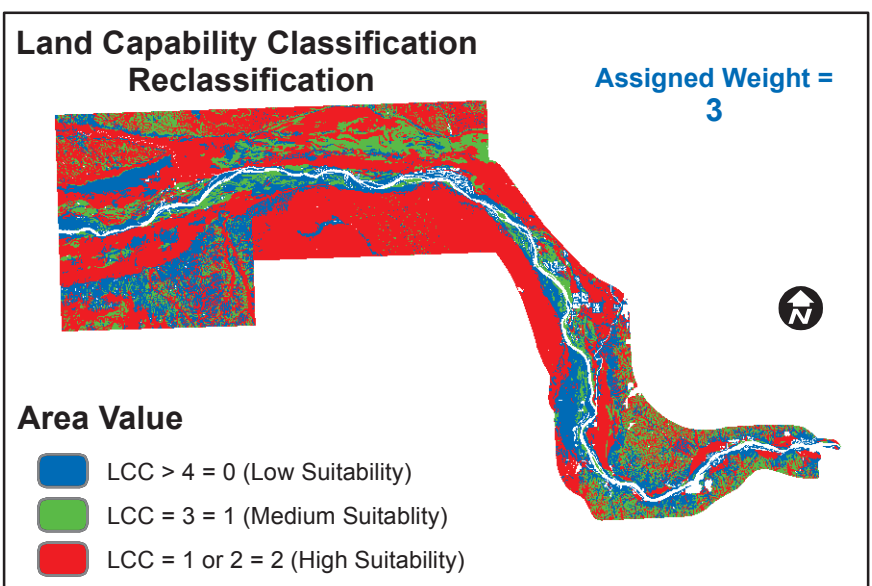 Land Capability Classification
Reclassification
Assigned Weight =
3
N
Area Value
LCC > 4 = 0 (Low Suitability)
LCC = 3 = 1 (Medium Suitablity)
LCC = 1 or 2 = 2 (High Suitability)